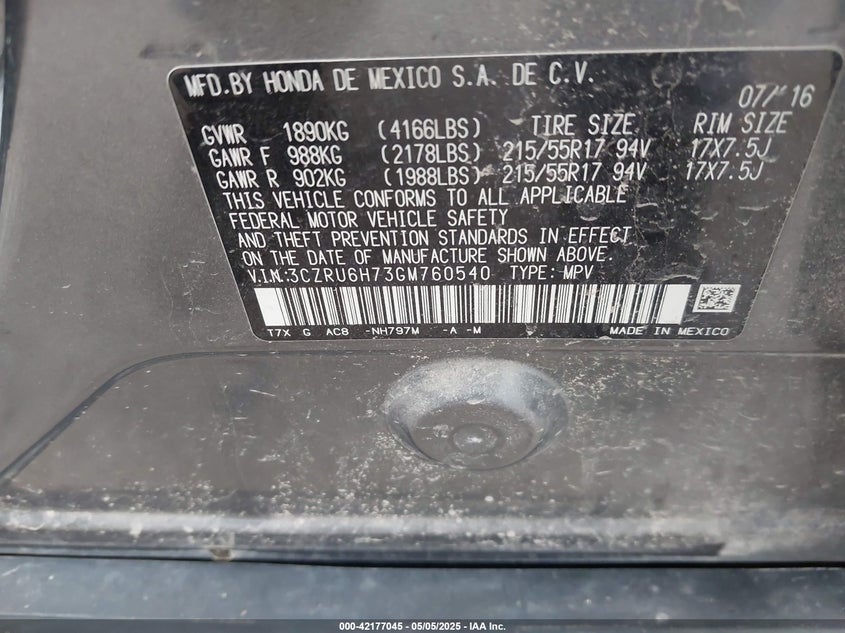 MFD.BY HONDA DE MEXICO S.A. DE C.V.
07/'16
GVWR 1890KG (4166LBS) TIRE SIZE RIM SIZE
GAWR F 988KG (2178LBS) 215/55R17 94V 17X7.5J
GAWR R 902KG (1988LBS) 215/55R17 94V 17X7.5J
THIS VEHICLE CONFORMS TO ALL APPLICABLE
FEDERAL MOTOR VEHICLE SAFETY
AND THEFT PREVENTION STANDARDS IN EFFECT
ON THE DATE OF MANUFACTURE SHOWN ABOVE.
V.I.N:3CZRU6H73GM760540 TYPE: MPV
T7X G AC8 -NH797M -A -M MADE IN MEXICO
000-42177045 / 05/05/2025 - IAA Inc.